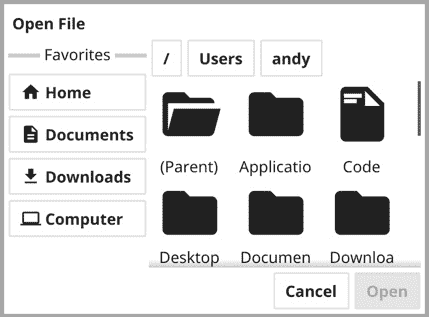 Open File
Favorites
Home
Documents
Downloads
Computer
/ Users andy
(Parent) Applicatio Code
Desktop Documen Downloa
Cancel Open